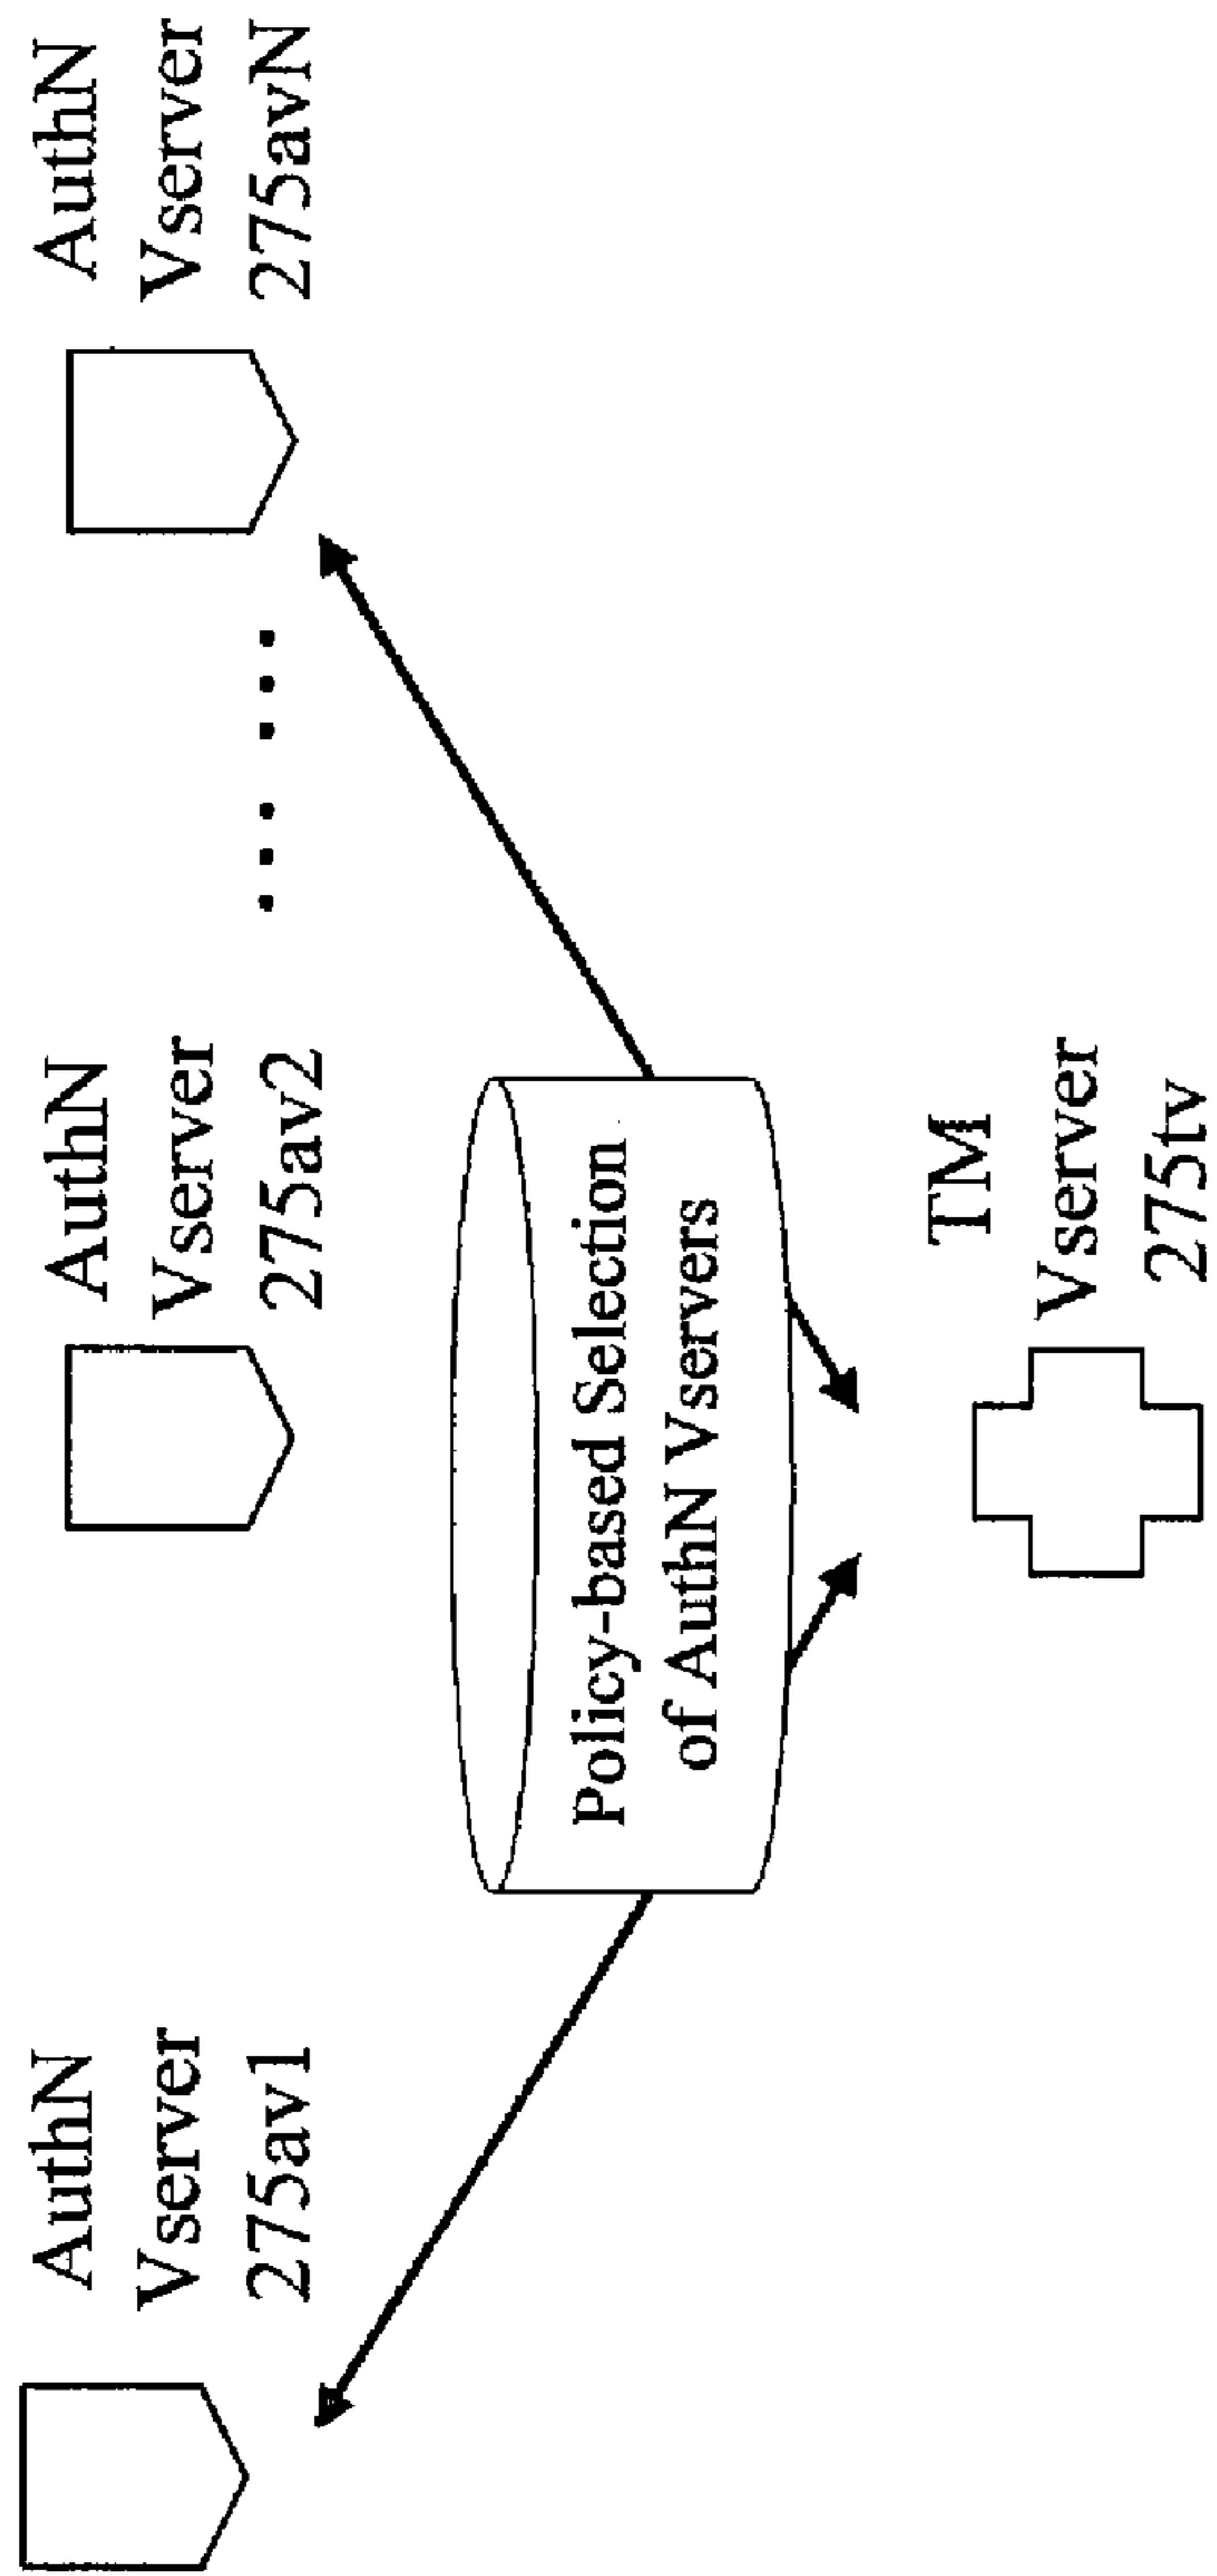 AuthN
Vserver
275av1
AuthN
Vserver
275av2
AuthN
Vserver
275avN
Policy-based Selection
of AuthN Vservers
TM
Vserver
275tv